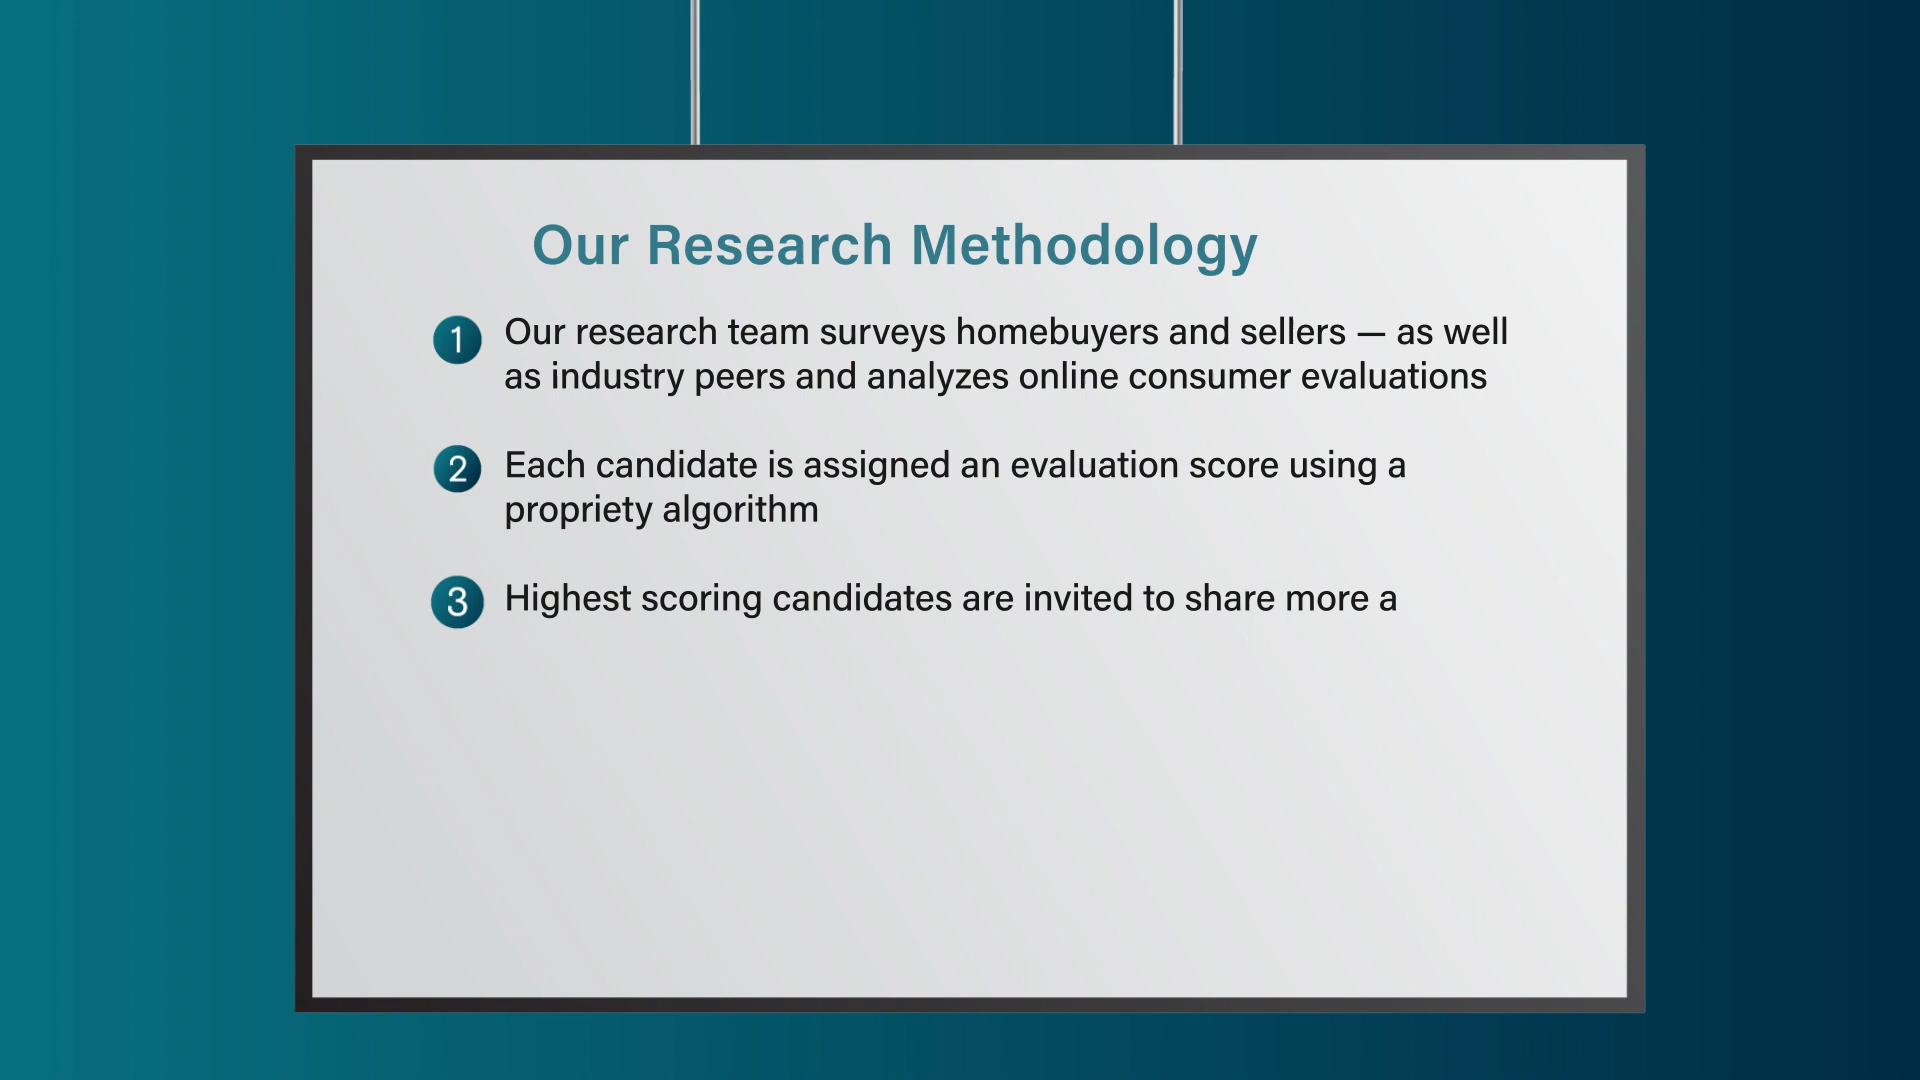 Our Research Methodology
1 Our research team surveys homebuyers and sellers — as well
as industry peers and analyzes online consumer evaluations
2 Each candidate is assigned an evaluation score using a
propriety algorithm
3 Highest scoring candidates are invited to share more a